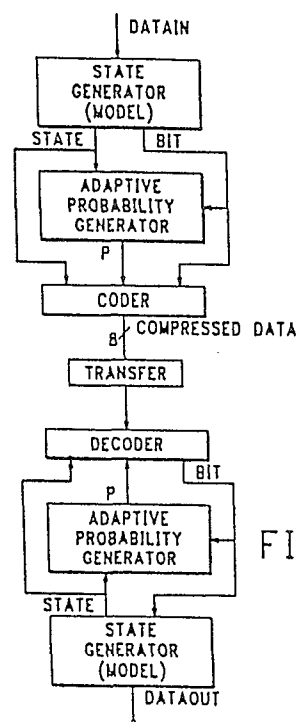 DATAIN
STATE
GENERATOR
(MODEL)
STATE
BIT
ADAPTIVE
PROBABILITY
GENERATOR
P
CODER
8
COMPRESSED DATA
TRANSFER
DECODER
P
BIT
ADAPTIVE
PROBABILITY
GENERATOR
FI
STATE
STATE
GENERATOR
(MODEL)
DATAOUT